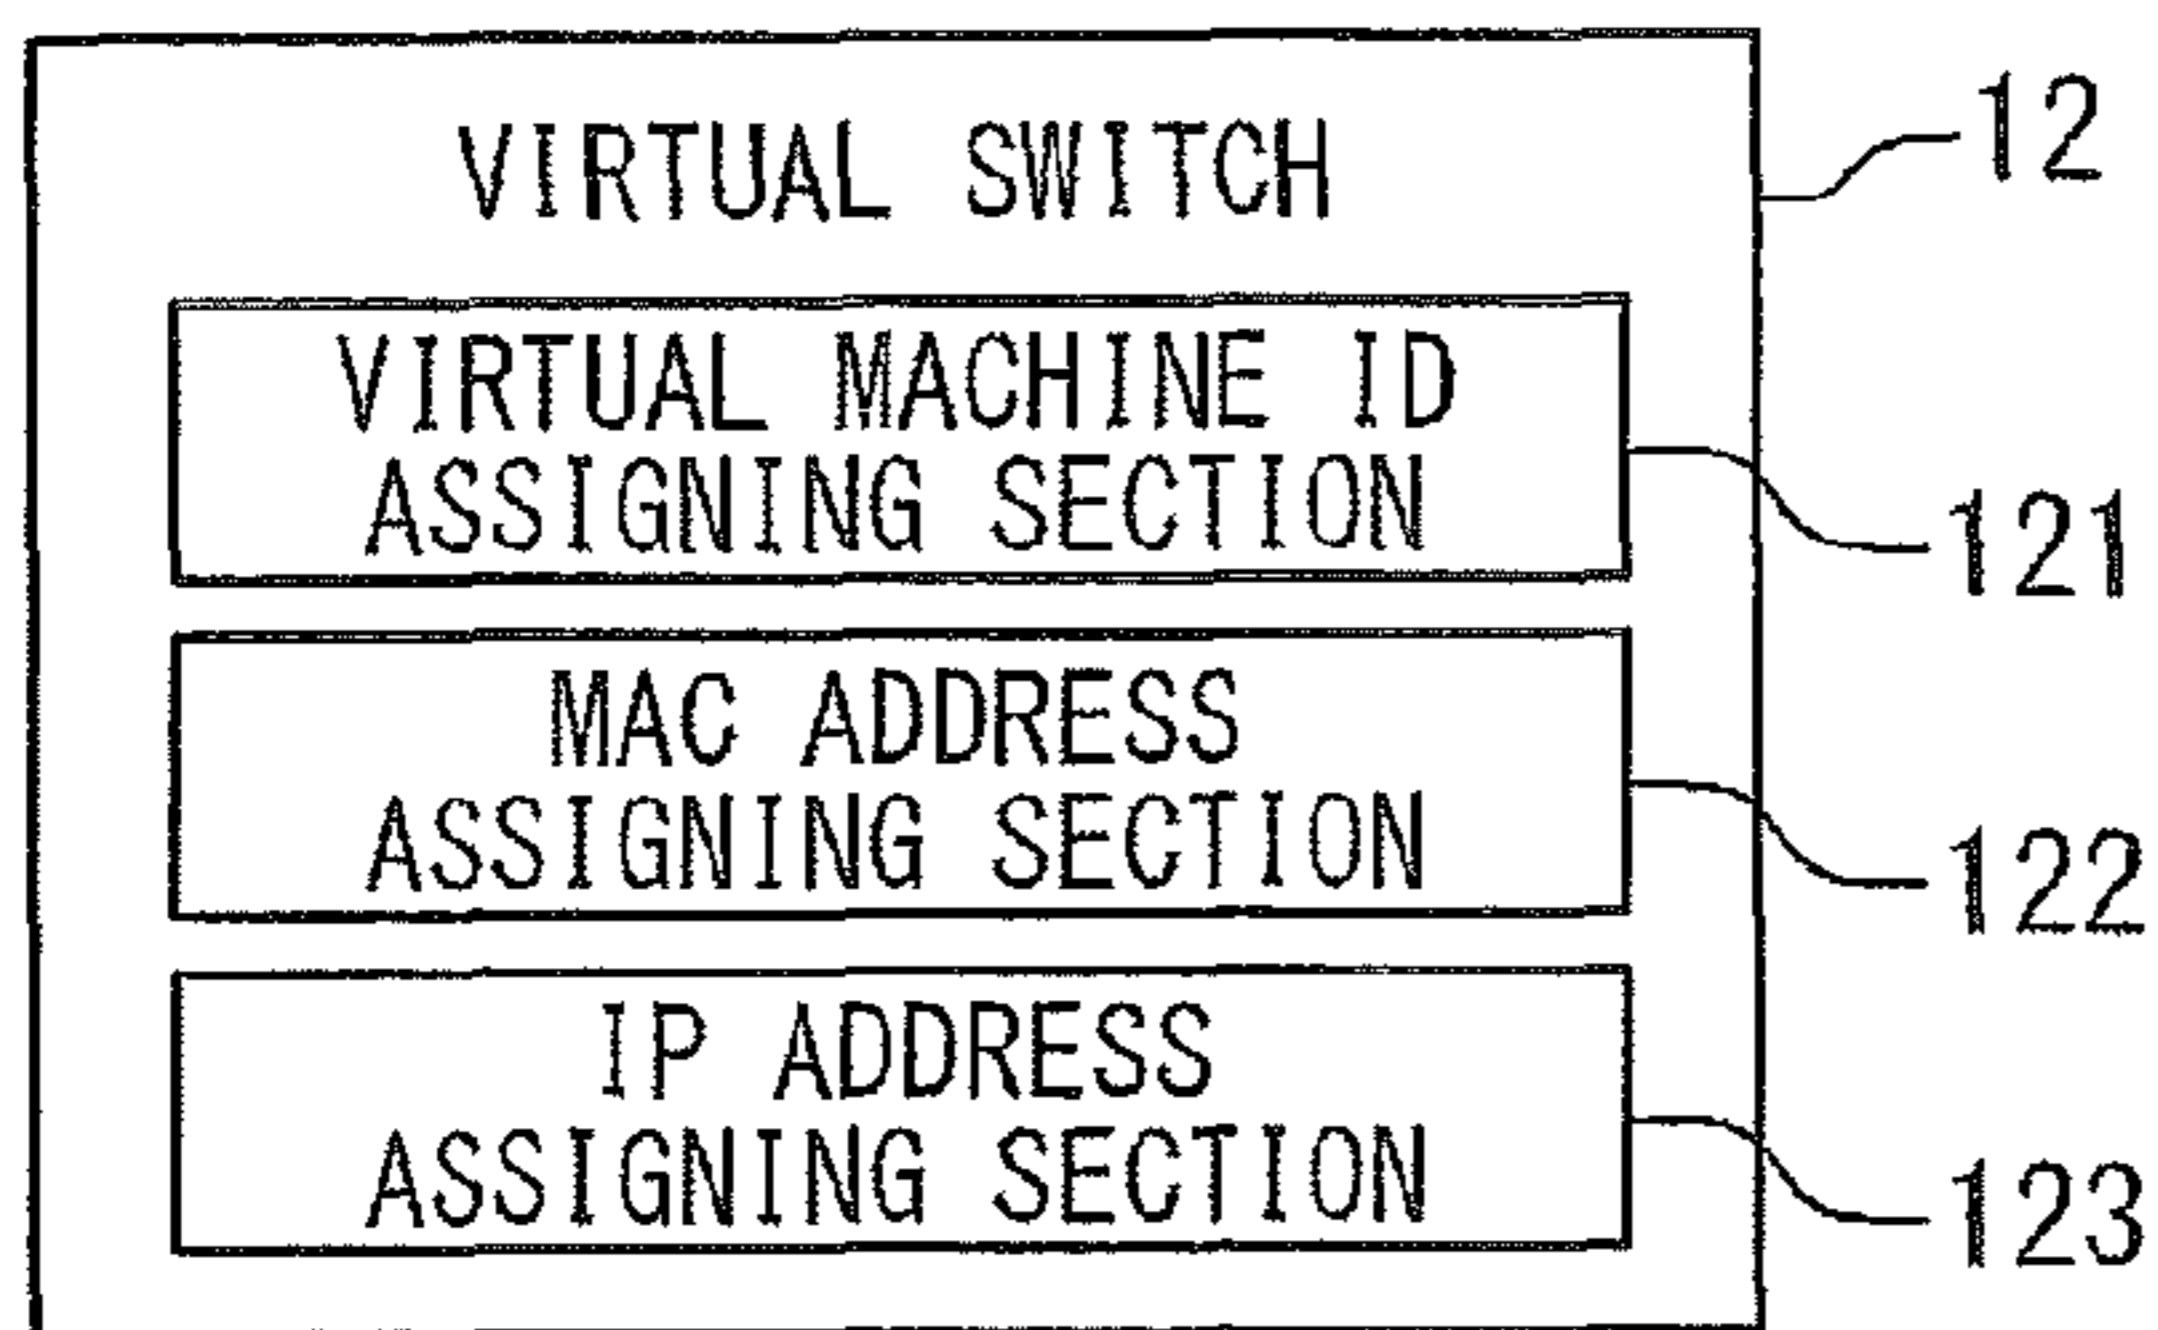 VIRTUAL SWITCH
12
VIRTUAL MACHINE ID
ASSIGNING SECTION
121
MAC ADDRESS
ASSIGNING SECTION
122
IP ADDRESS
ASSIGNING SECTION
123